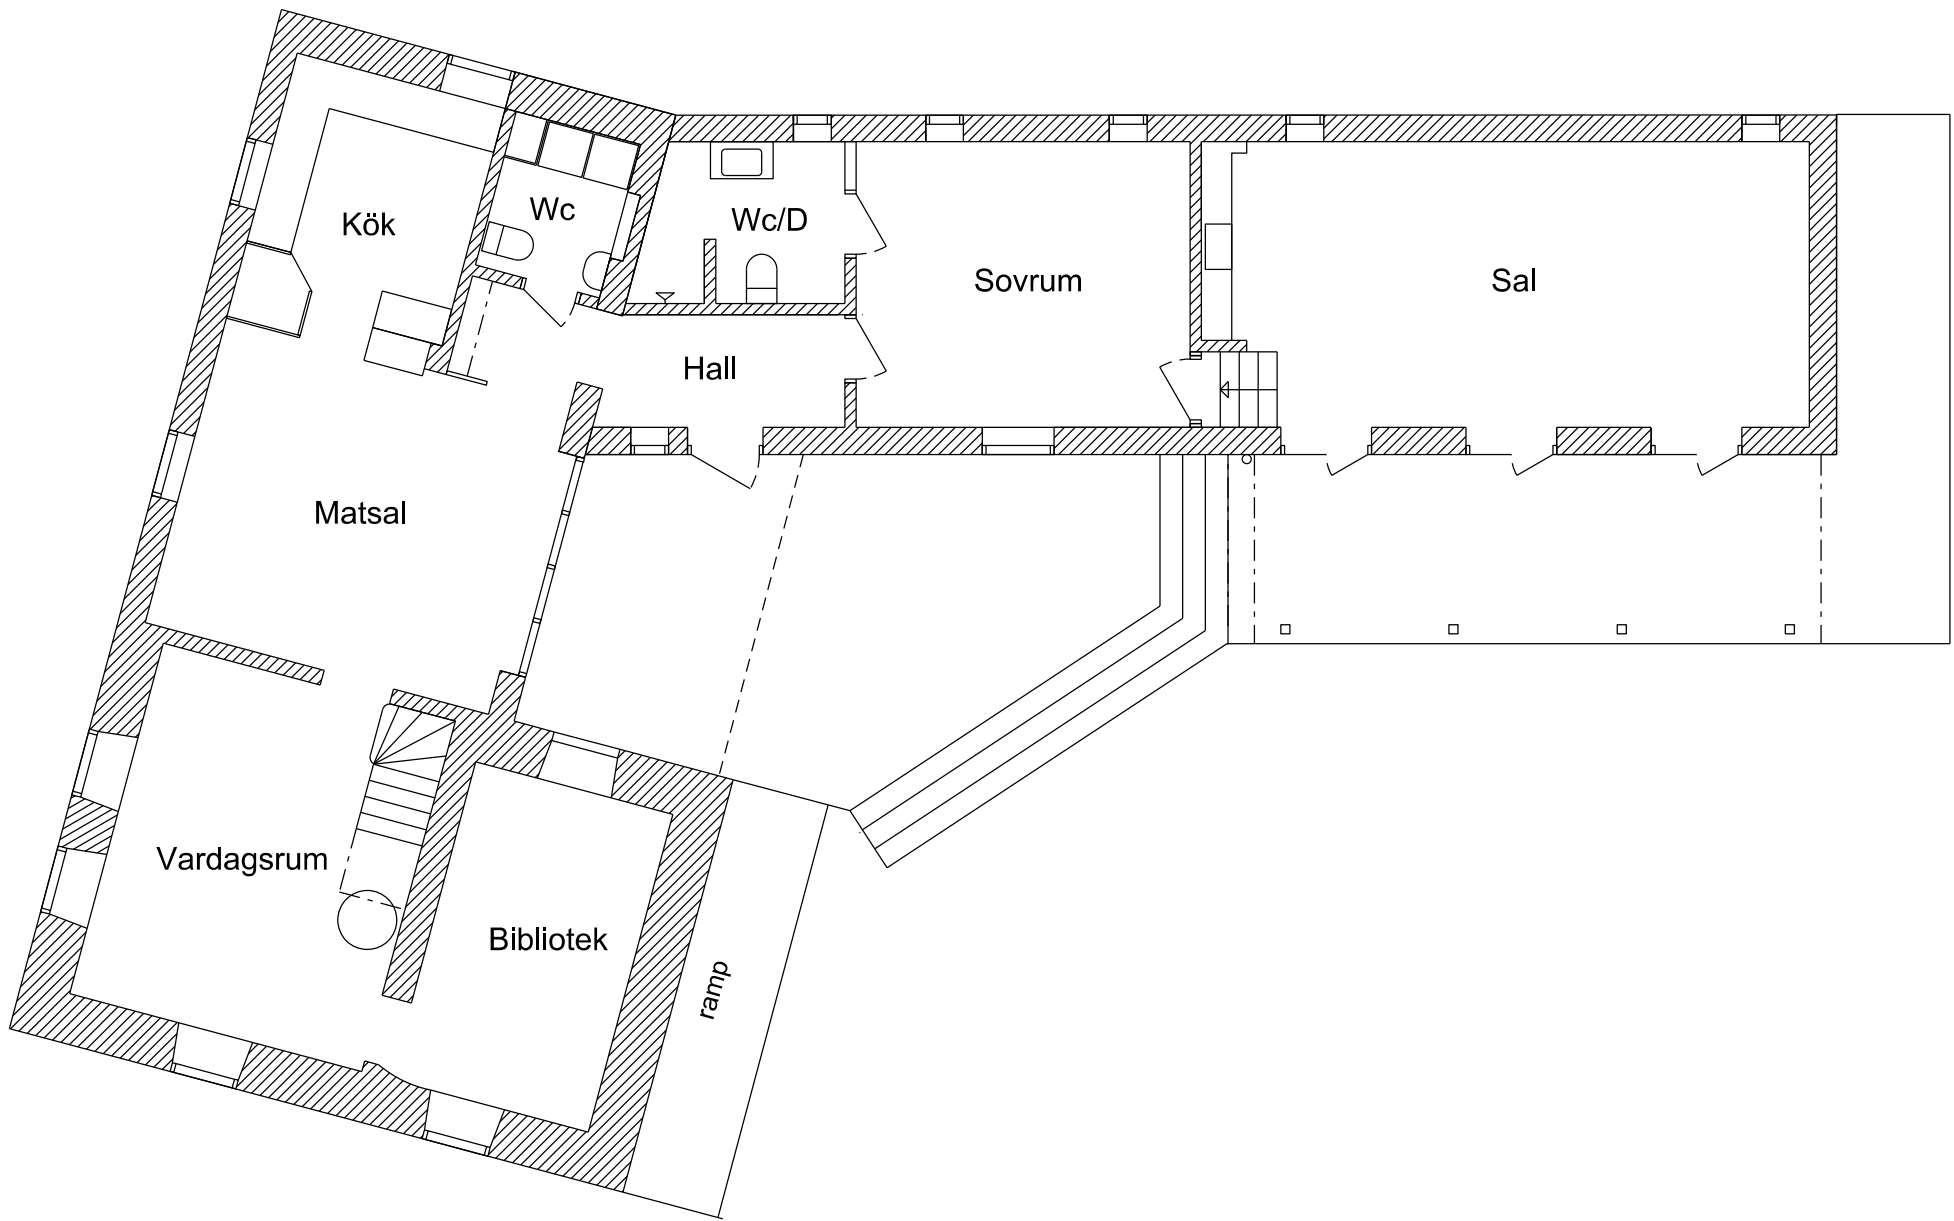 Kök
Wc
Wc/D
Sovrum
Sal
Hall
Matsal
Vardagsrum
Bibliotek
ramp